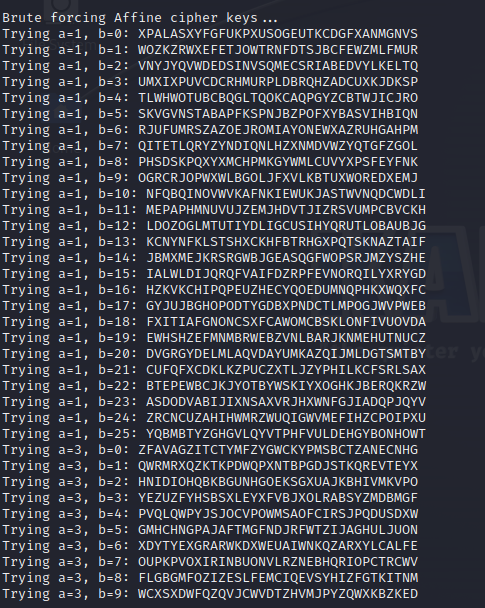 Brute forcing Affine cipher keys...
Trying a=1, b=0: XPALASXYFGFUKPXUSOGEUTKCDGFXANMGNVS
Trying a=1, b=1: WOZKZRWXEFETJOWTRNFDTSJBCFEWZMLFMUR
Trying a=1, b=2: VNYJYQVWDEDSINVSQMECSRIABEDVYLKELTQ
Trying a=1, b=3: UMXIXPUVCDCRHMURPLDBRQHZADCUXKJDKSP
Trying a=1, b=4: TLWHWOTUBCBQGLTQOKCAQPGYZCBTWJICJRO
Trying a=1, b=5: SKVGVNSTABAPFKSPNJBZPOFXYBASVIHBIQN
Trying a=1, b=6: RJUFUMRSZAZOEJROMIAYONEWXAZRUHGAHPM
Trying a=1, b=7: QITETLQRYZYNDIQNLHZXNMDVWZYQTGFZGOL
Trying a=1, b=8: PHSDSKPQXYXMCHPMKGYWMLCUVYXPSFEYFNK
Trying a=1, b=9: OGRCRJOPWXWLBGOLJFXVLKBTUXWOREDXEMJ
Trying a=1, b=10: NFQBQINOVWVKAFNKIEWUKJASTWVNQDCWDLI
Trying a=1, b=11: MEPAPHMNUVUJZEMJHDVTJIZRSVUMPCBVCKH
Trying a=1, b=12: LDOZOGLMTUTIYDLIGCUSIHYQRUTLOBAUBJG
Trying a=1, b=13: KCNYNFKLSTSHXCKHFBTRHGXPQTSKNAZTAIF
Trying a=1, b=14: JBMXMEJKRSRGWBJGEASQGFWOPSRJMZYSZHE
Trying a=1, b=15: IALWLDIJQRQFVAIFDZRPFEVNORQILYXRYGD
Trying a=1, b=16: HZKVKCHIPQPEUZHECYQOEDUMNQPHKXWQXFC
Trying a=1, b=17: GYJUJBGHOPODTYGDBXPNDCTLMPOGJWVPWEB
Trying a=1, b=18: FXITIAFGNONCSXFCAWOMCBSKLONFIVUOVDA
Trying a=1, b=19: EWHSHZEFMNMBRWEBZVNLBARJKNMEHUTNUCZ
Trying a=1, b=20: DVGRGYDELMLAQVDAYUMKAZQIJMLDGTSMTBY
Trying a=1, b=21: CUFQFXCDKLKZPUCZXTLJZYPHILKCFSRLSAX
Trying a=1, b=22: BTEPEWBCJKJYOTBYWSKIYXOGHKJBERQKRZW
Trying a=1, b=23: ASDODVABIJIXNSAXVRJHXWNFGJIADQPJQYV
Trying a=1, b=24: ZRCNCUZAHIHWMRZWUQIGWVMEFIHZCPOIPXU
Trying a=1, b=25: YQBMBTYZGHGVLQYVTPHFVULDEHGYBONHOWT
Trying a=3, b=0: ZFAVAGZITCTYMFZYGWCKYPMSBCTZANECNHG
Trying a=3, b=1: QWRMRXQZKTKPDWQPXNTBPGDJSTKQREVTEYX
Trying a=3, b=2: HNIDIOHQBKBGUNHGOEKSGXUAJKBHIVMKVPO
Trying a=3, b=3: YEZUZFYHSBSXLEYXFVBJXOLRABSYZMDBMGF
Trying a=3, b=4: PVQLQWPYJSJOCVPOWMSAOFCIRSJPQDUSDXW
Trying a=3, b=5: GMHCHNGPAJAFTMGFNDJRFWTZIJAGHULJUON
Trying a=3, b=6: XDYTYEXGRARWKDXWEUAIWNKQZARXYLCALFE
Trying a=3, b=7: OUPKPVOXIRINBUONVLRZNEBHQRIOPCTRCWV
Trying a=3, b=8: FLGBGMFOZIZESLFEMCIQEVSYHIZFGTKITNM
Trying a=3, b=9: WCXSXDWFQZQVJCWVDTZHVMJPYZQWXKBZKED